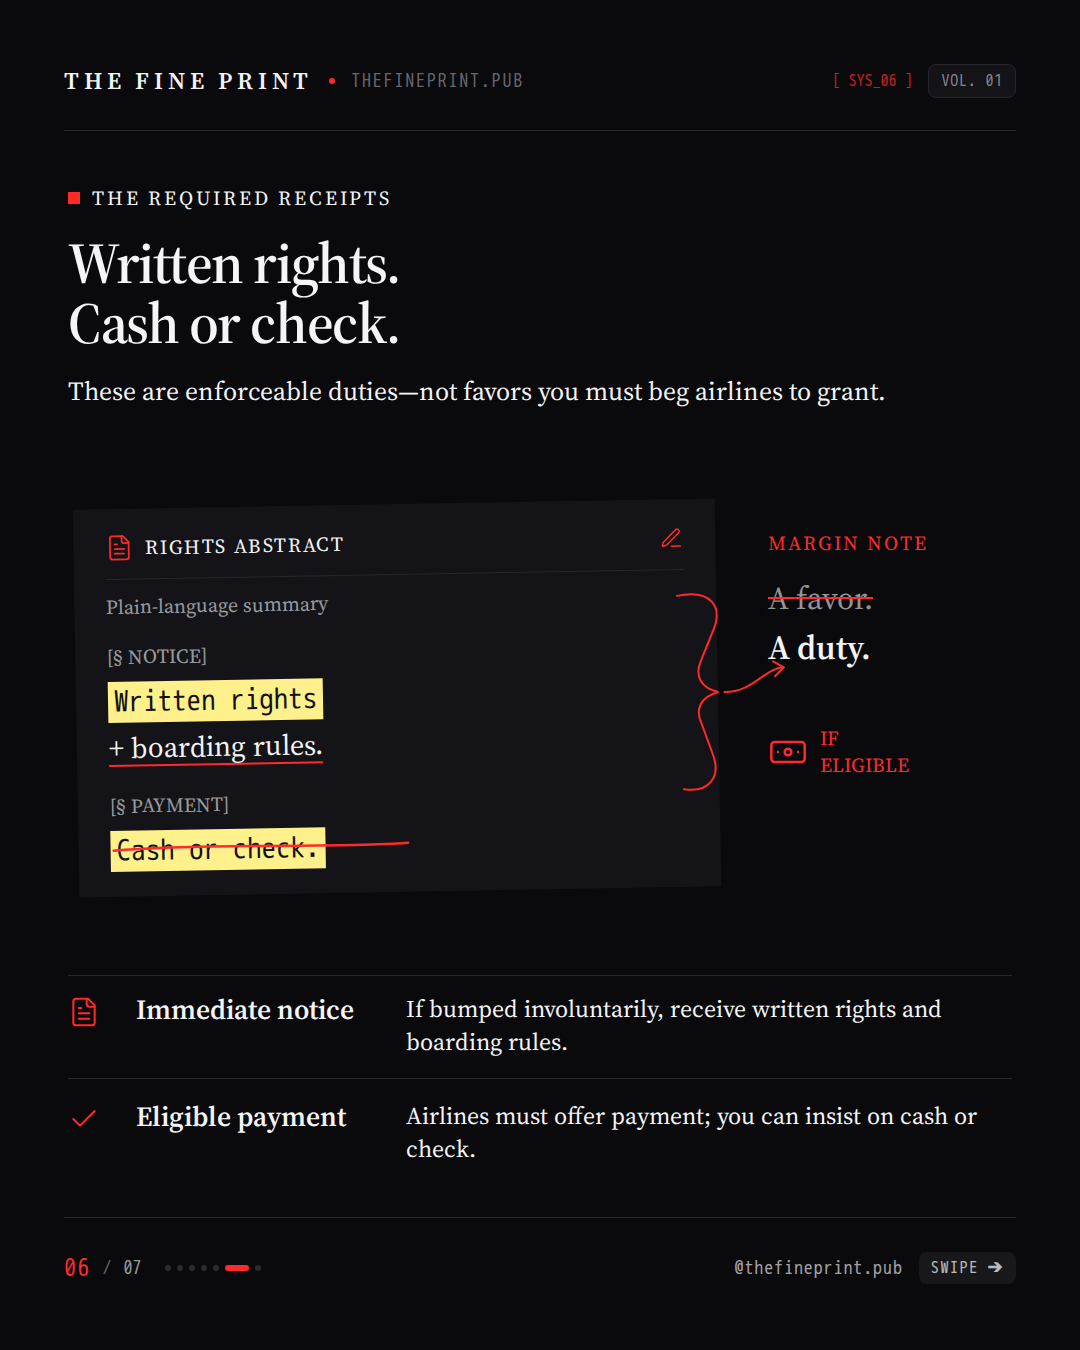 THE FINE PRINT • THEFINEPRINT.PUB
[ SYS_06 ] VOL. 01
THE REQUIRED RECEIPTS
Written rights.
Cash or check.
These are enforceable duties—not favors you must beg airlines to grant.
RIGHTS ABSTRACT
Plain-language summary
[§ NOTICE]
Written rights
+ boarding rules.
[§ PAYMENT]
Cash or check.
MARGIN NOTE
A favor.
A duty.
IF
ELIGIBLE
Immediate notice
If bumped involuntarily, receive written rights and
boarding rules.
Eligible payment
Airlines must offer payment; you can insist on cash or
check.
06 / 07
@thefineprint.pub
SWIPE ➔